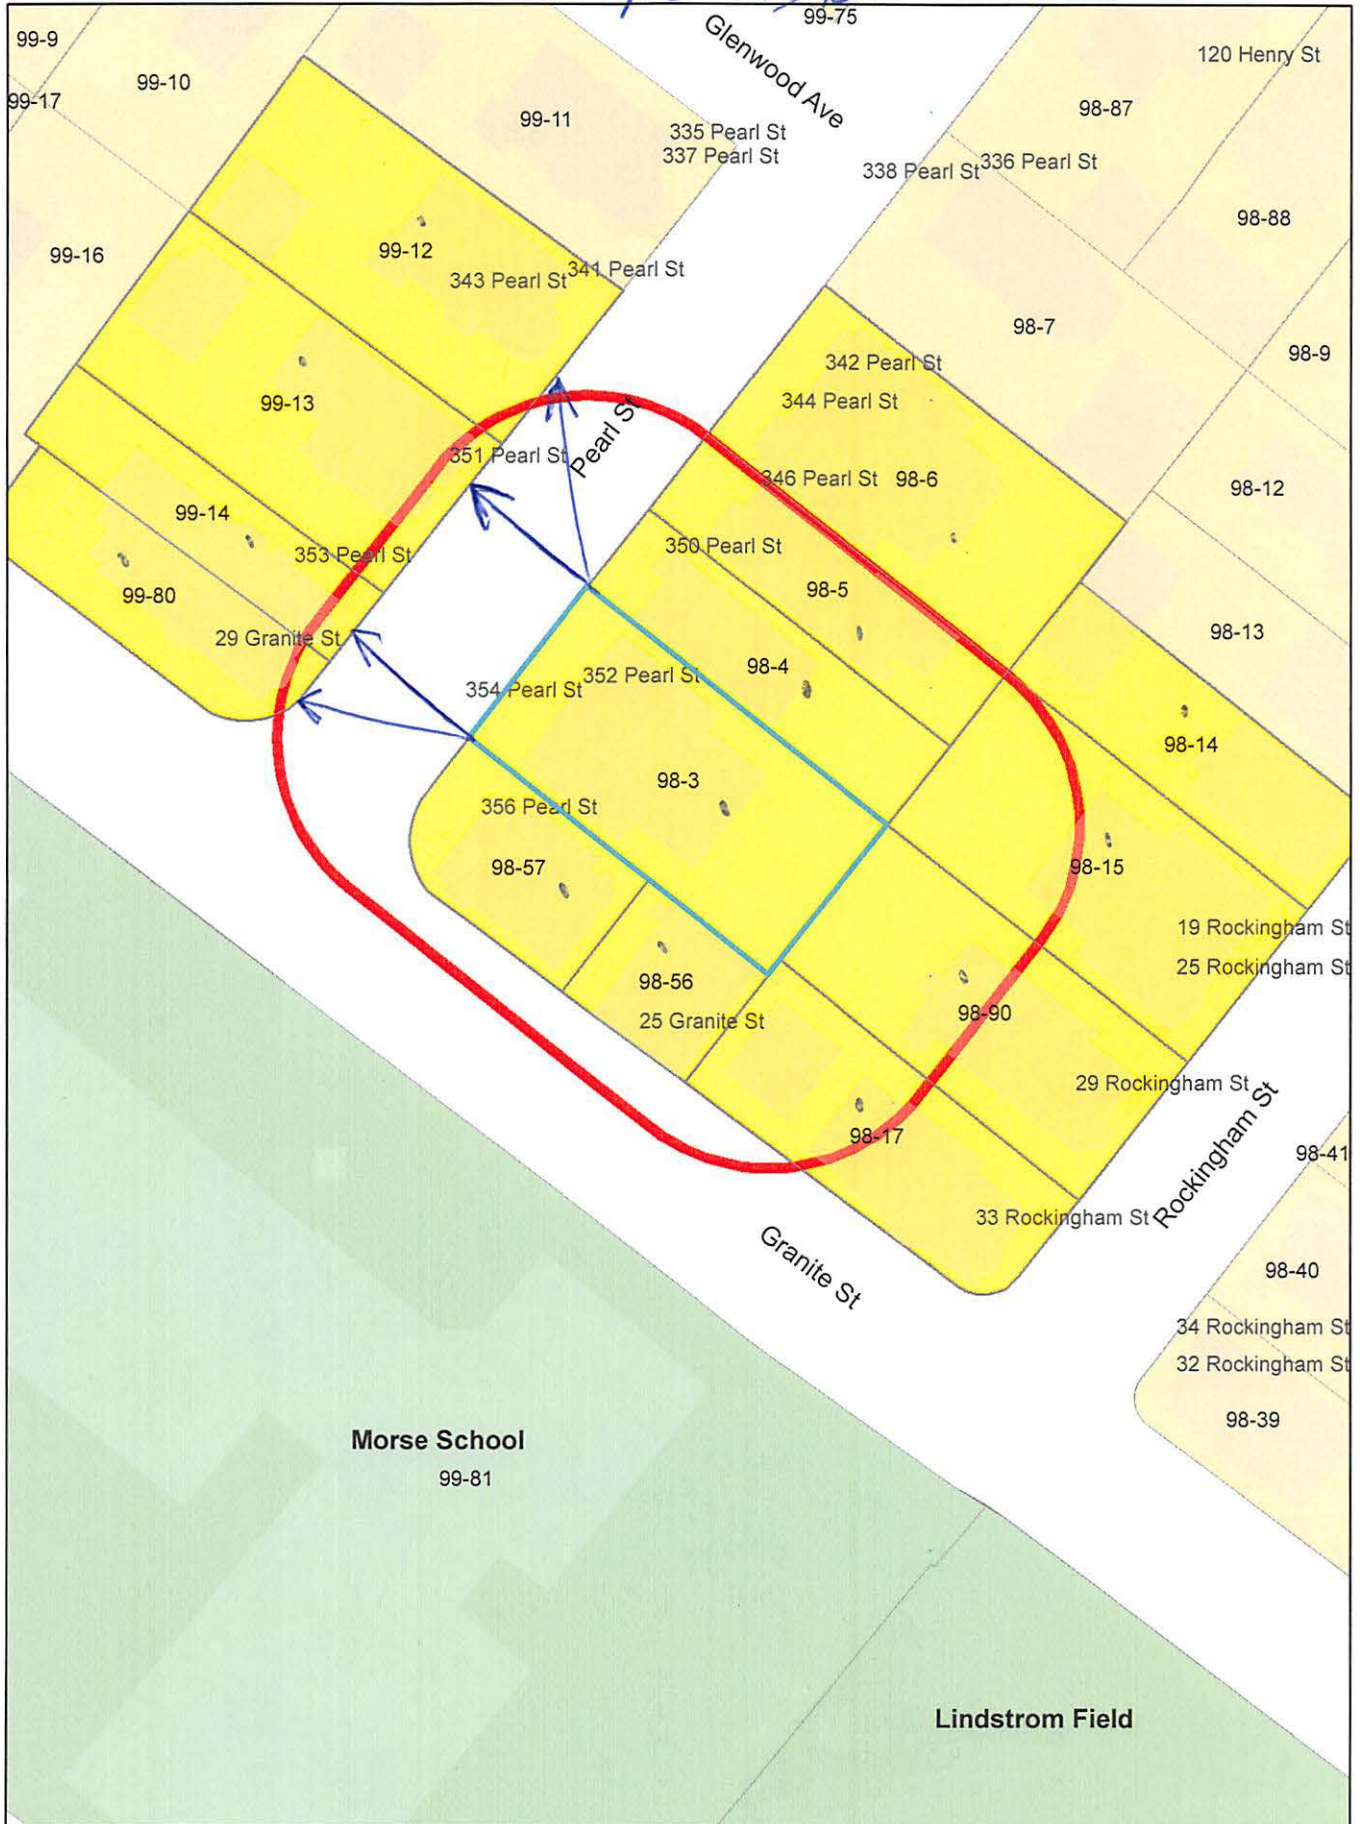 99-75
Glenwood Ave
99-9
120 Henry St
99-10
99-17
98-87
99-11
335 Pearl St
337 Pearl St
338 Pearl St
336 Pearl St
98-88
99-12
99-16
343 Pearl St
341 Pearl St
98-7
98-9
342 Pearl St
344 Pearl St
99-13
Pearl St
351 Pearl St
346 Pearl St
98-6
98-12
99-14
353 Pearl St
350 Pearl St
98-5
99-80
98-13
29 Granite St
98-4
352 Pearl St
354 Pearl St
98-14
98-3
356 Pearl St
98-57
98-15
19 Rockingham St
25 Rockingham St
98-56
98-90
25 Granite St
29 Rockingham St
98-17
Rockingham St
98-41
33 Rockingham St
Granite St
98-40
34 Rockingham St
32 Rockingham St
98-39
Morse School
99-81
Lindstrom Field